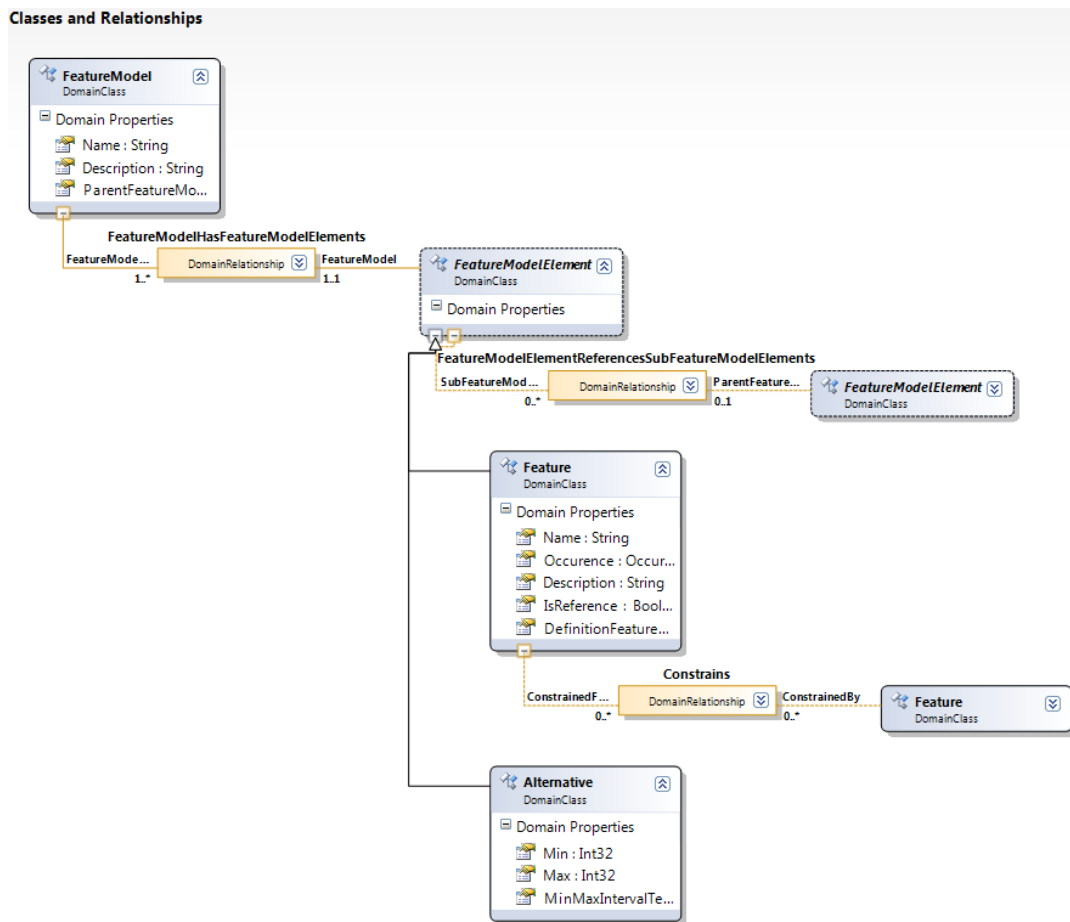 Classes and Relationships
FeatureModel
DomainClass
Domain Properties
Name : String
Description : String
ParentFeatureMo...
FeatureModelHasFeatureModelElements
FeatureMode...
DomainRelationship
FeatureModel
1..*
1..1
FeatureModelElement
DomainClass
Domain Properties
FeatureModelElementReferencesSubFeatureModelElements
SubFeatureMod...
DomainRelationship
ParentFeature...
0..*
0..1
FeatureModelElement
DomainClass
Feature
DomainClass
Domain Properties
Name : String
Occurence : Occur...
Description : String
IsReference : Bool...
DefinitionFeature...
Constrains
ConstrainedF...
DomainRelationship
ConstrainedBy
0..*
0..*
Feature
DomainClass
Alternative
DomainClass
Domain Properties
Min : Int32
Max : Int32
MinMaxIntervalTe...